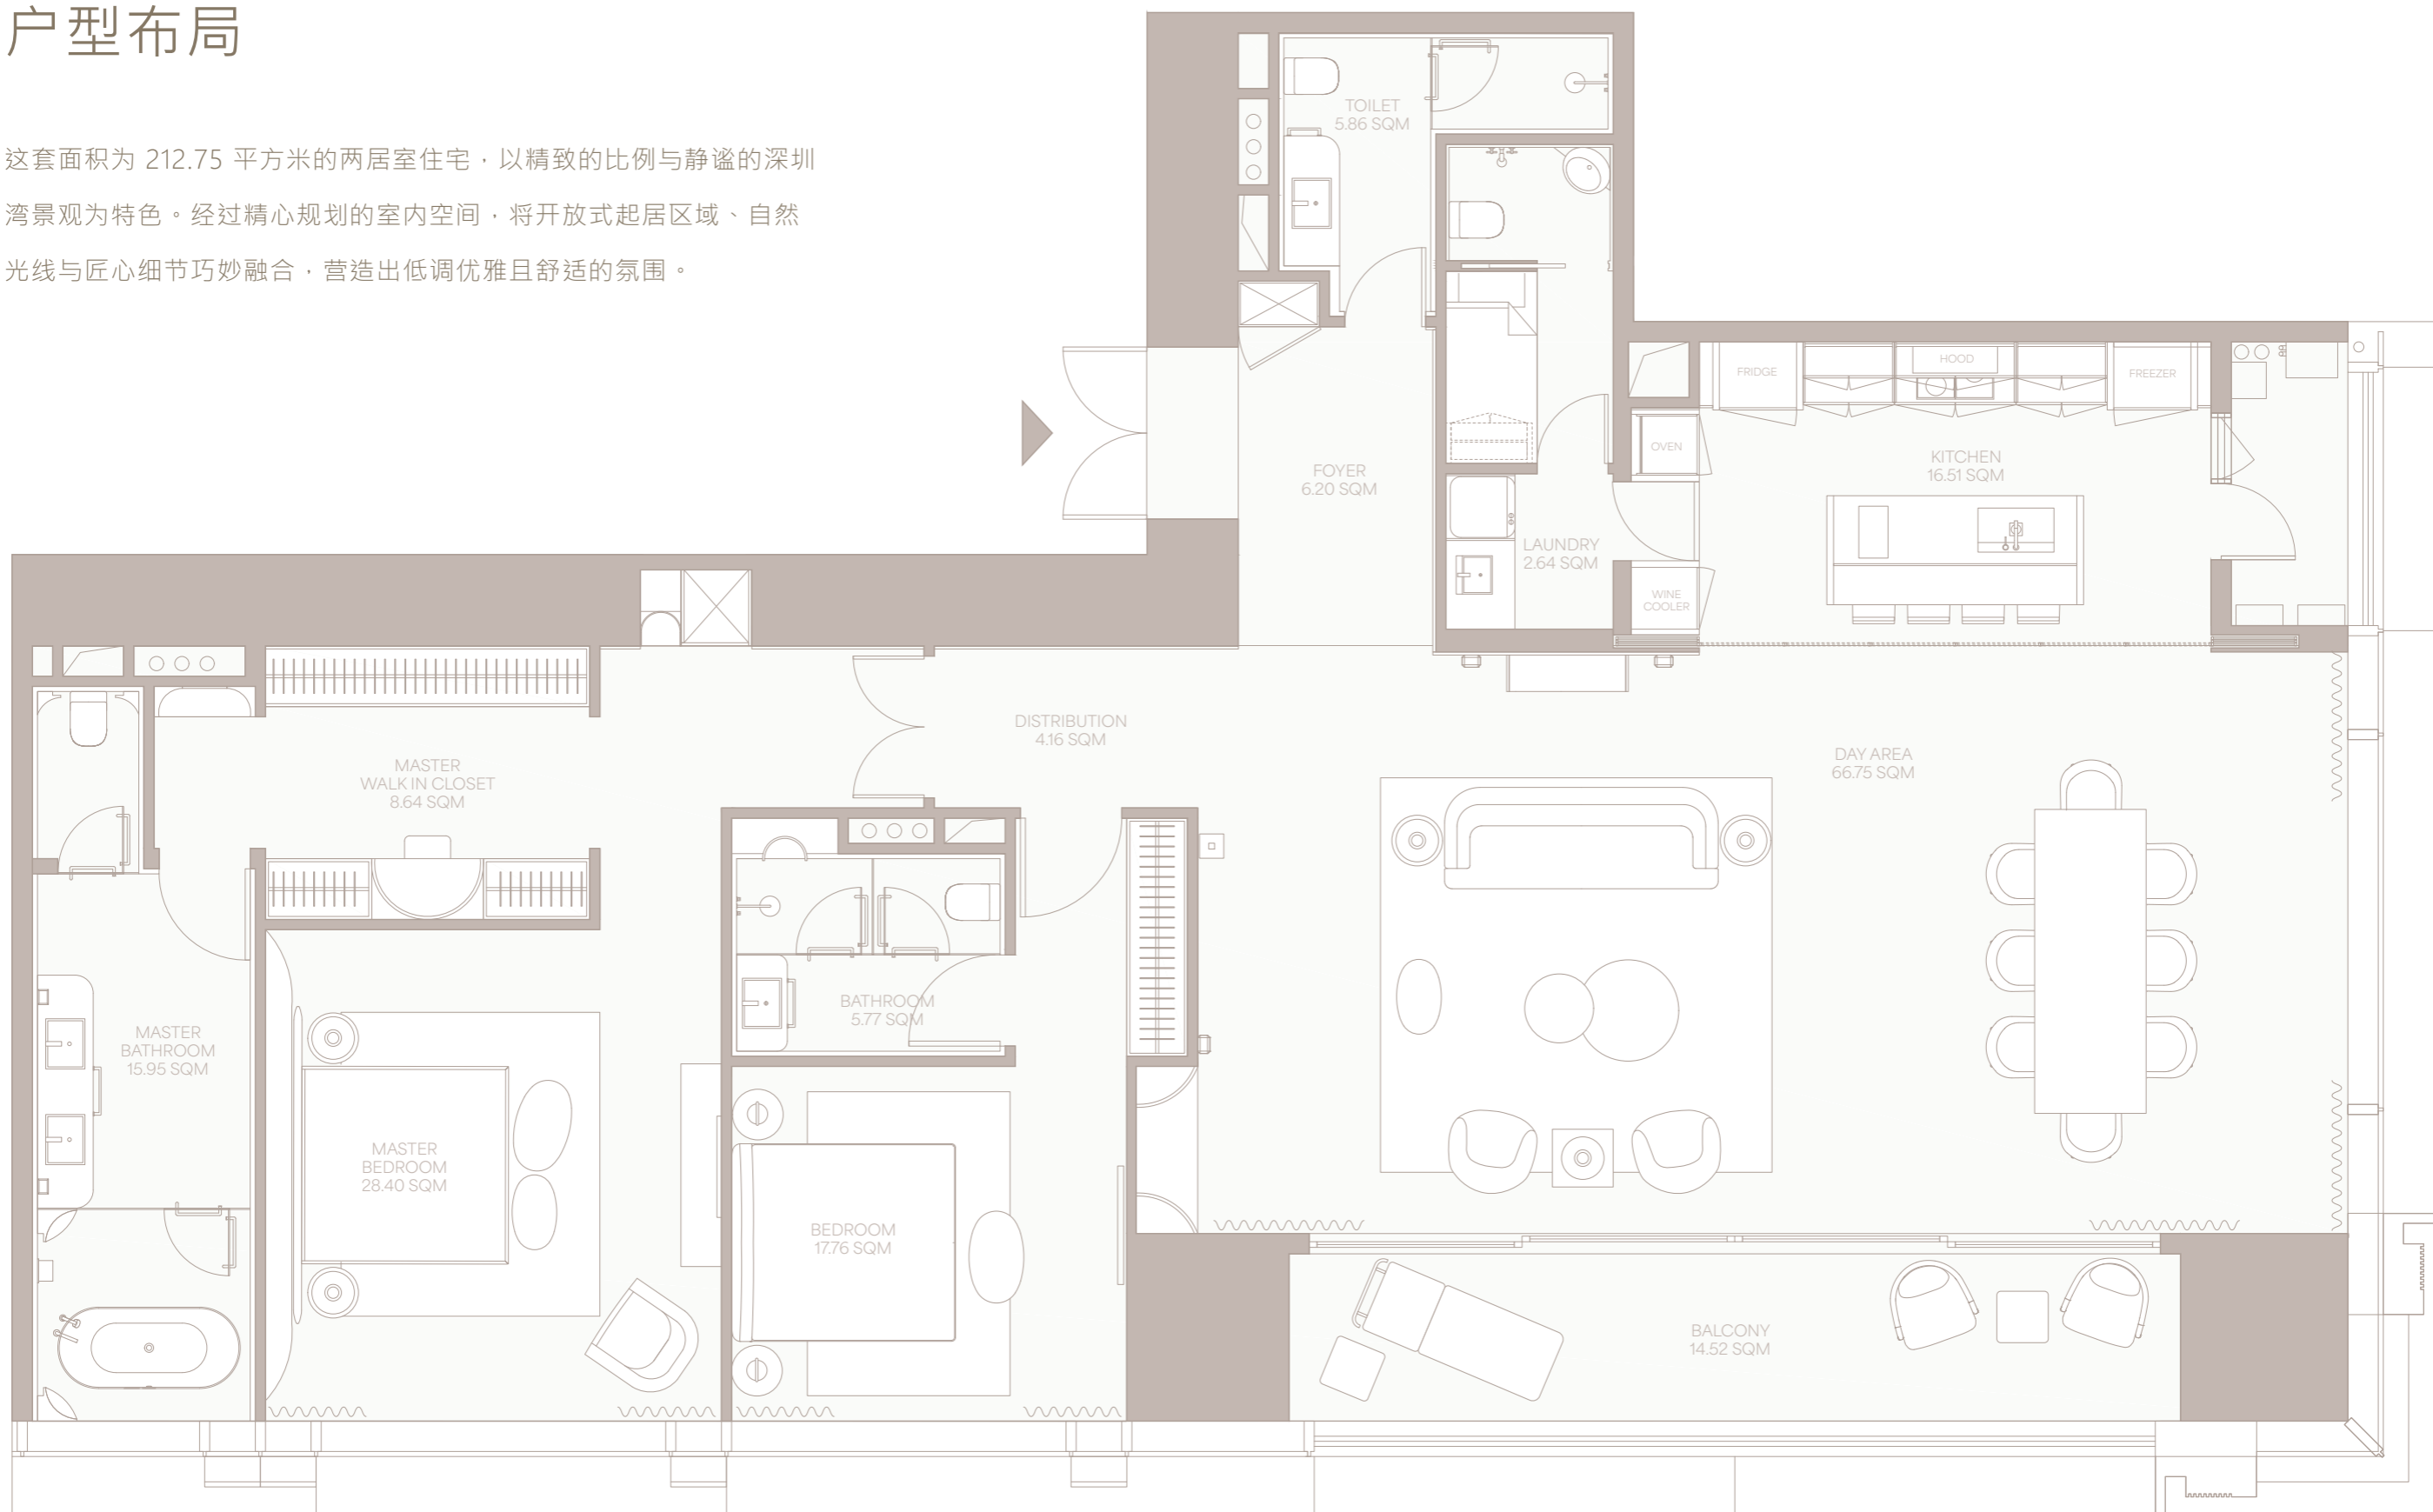 户型布局
这套面积为 212.75 平方米的两居室住宅，以精致的比例与静谧的深圳
湾景观为特色。经过精心规划的室内空间，将开放式起居区域、自然
光线与匠心细节巧妙融合，营造出低调优雅且舒适的氛围。
TOILET
5.86 SQM
HOOD
FRIDGE
FREEZER
OVEN
KITCHEN
16.51 SQM
FOYER
6.20 SQM
LAUNDRY
2.64 SQM
WINE
COOLER
DISTRIBUTION
4.16 SQM
DAY AREA
66.75 SQM
MASTER
WALK IN CLOSET
8.64 SQM
BATHROOM
5.77 SQM
MASTER
BATHROOM
15.95 SQM
MASTER
BEDROOM
28.40 SQM
BEDROOM
17.76 SQM
BALCONY
14.52 SQM